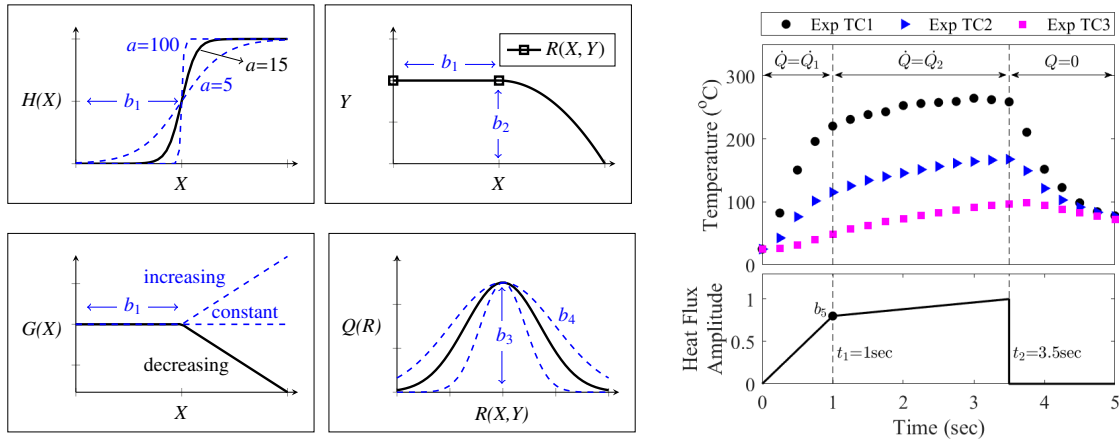 a=100
a=15
a=5
b₁
H(X)
X
R(X, Y)
b₁
Y
b₂
X
increasing
b₁
constant
G(X)
decreasing
X
b₄
Q(R)
b₃
R(X,Y)
Exp TC1 Exp TC2 Exp TC3
Q̇=Q̇₁ Q̇=Q̇₂ Q=0
300
200
100
0
Temperature (°C)
1
0.5
0
Heat Flux
Amplitude
b₅
t₁=1sec
t₂=3.5sec
0 1 2 3 4 5
Time (sec)